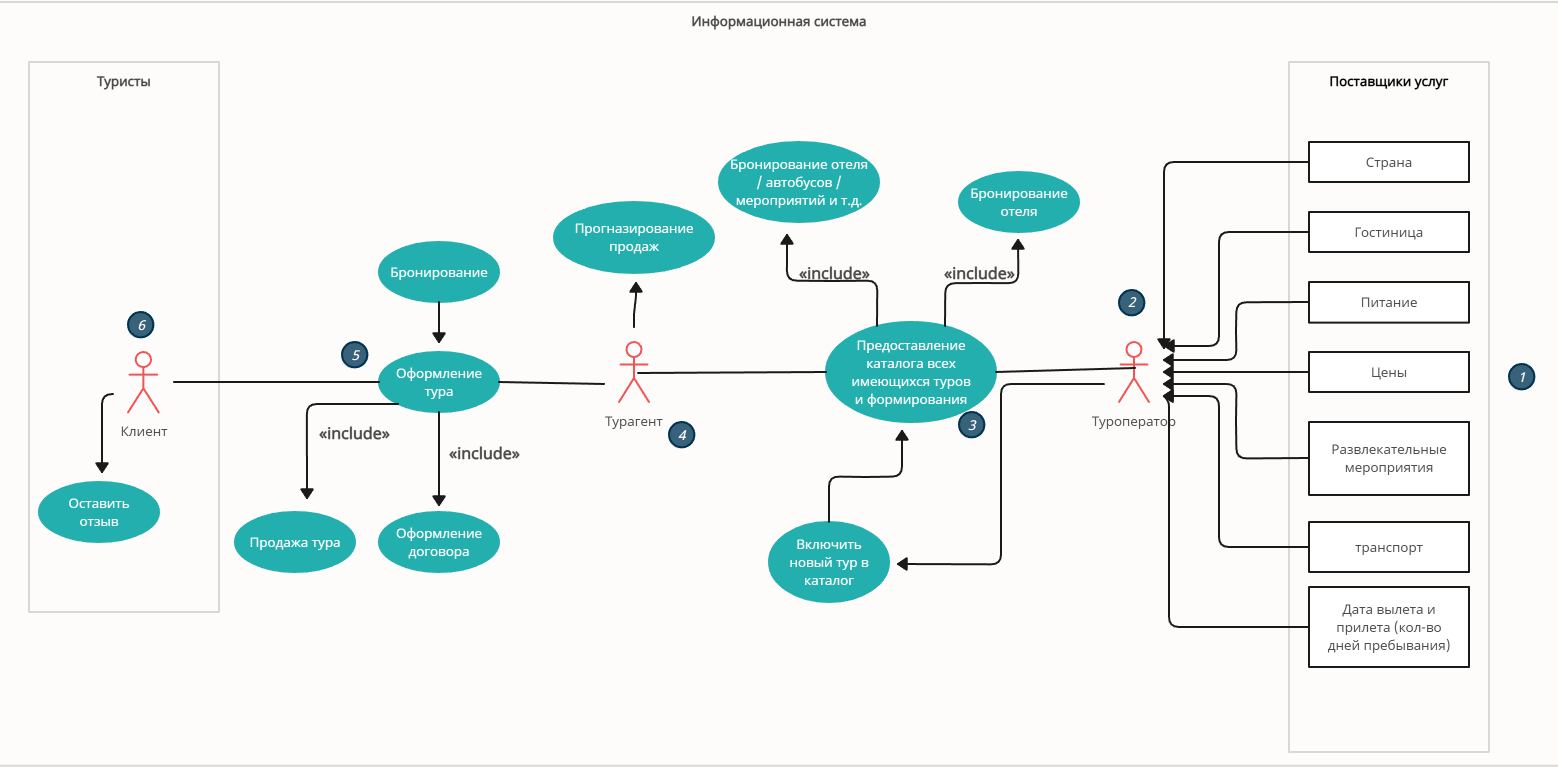 Информационная система
Туристы
6
Клиент
Оставить
отзыв
Бронирование
5
Оформление
тура
«include»
«include»
Продажа тура
Оформление
договора
Прогназирование
продаж
Турагент
4
Бронирование отеля
/ автобусов /
мероприятий и т.д.
Бронирование
отеля
«include»
«include»
Предоставление
каталога всех
имеющихся туров
и формирования
3
Включить
новый тур в
каталог
2
Туроператор
Поставщики услуг
Страна
Гостиница
Питание
Цены
Развлекательные
мероприятия
транспорт
Дата вылета и
прилета (кол-во
дней пребывания)
1